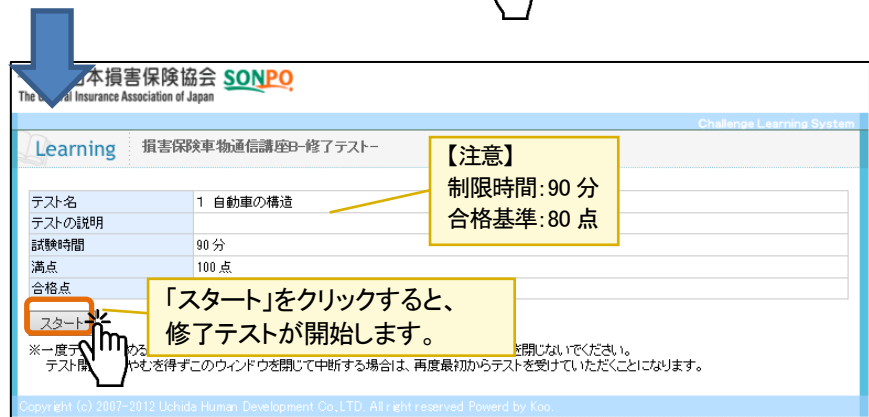 本損害保険協会 SONPO
The General Insurance Association of Japan
Challenge Learning System
Learning 損害保険車物通信講座B-修了テスト-
【注意】
制限時間:90 分
合格基準:80 点
テスト名 1 自動車の構造
テストの説明
試験時間 90 分
満点 100 点
合格点
「スタート」をクリックすると、
修了テストが開始します。
スタート
※一度テ める を閉じないでください。
テスト開 やむを得ずこのウィンドウを閉じて中断する場合は、再度最初からテストを受けていただくことになります。
Copyright (c) 2007-2012 Uchida Human Development Co.,LTD. All right reserved Powerd by Koo.